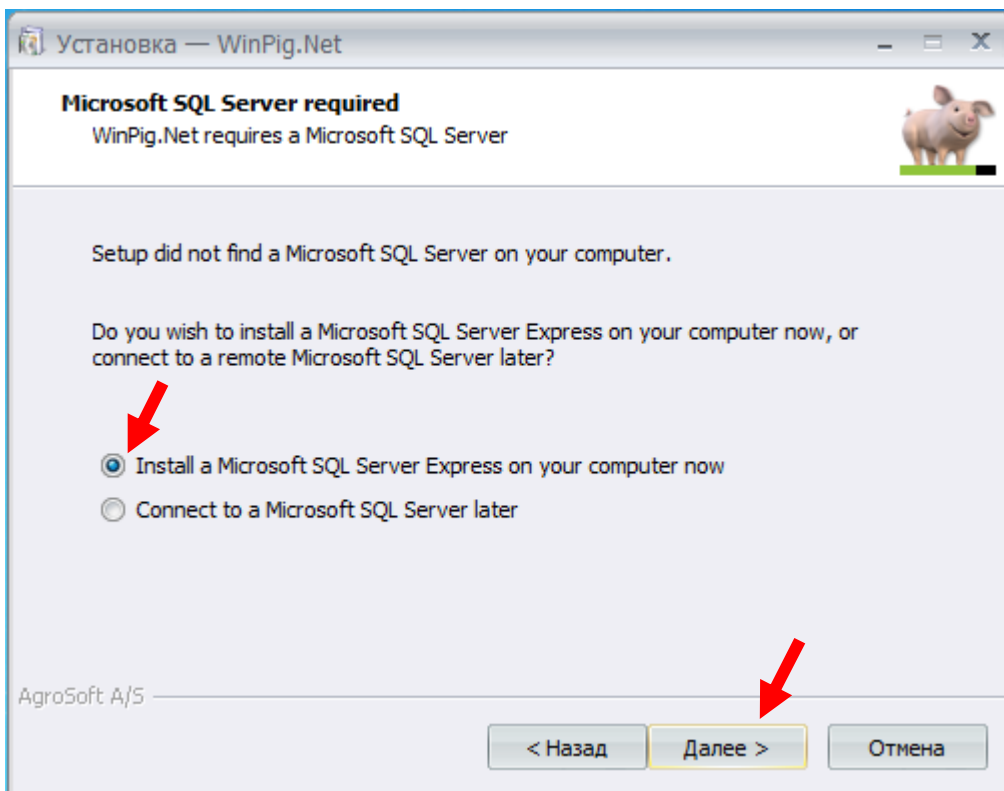 Установка — WinPig.Net
Microsoft SQL Server required
WinPig.Net requires a Microsoft SQL Server
Setup did not find a Microsoft SQL Server on your computer.
Do you wish to install a Microsoft SQL Server Express on your computer now, or
connect to a remote Microsoft SQL Server later?
Install a Microsoft SQL Server Express on your computer now
Connect to a Microsoft SQL Server later
AgroSoft A/S
< Назад
Далее >
Отмена